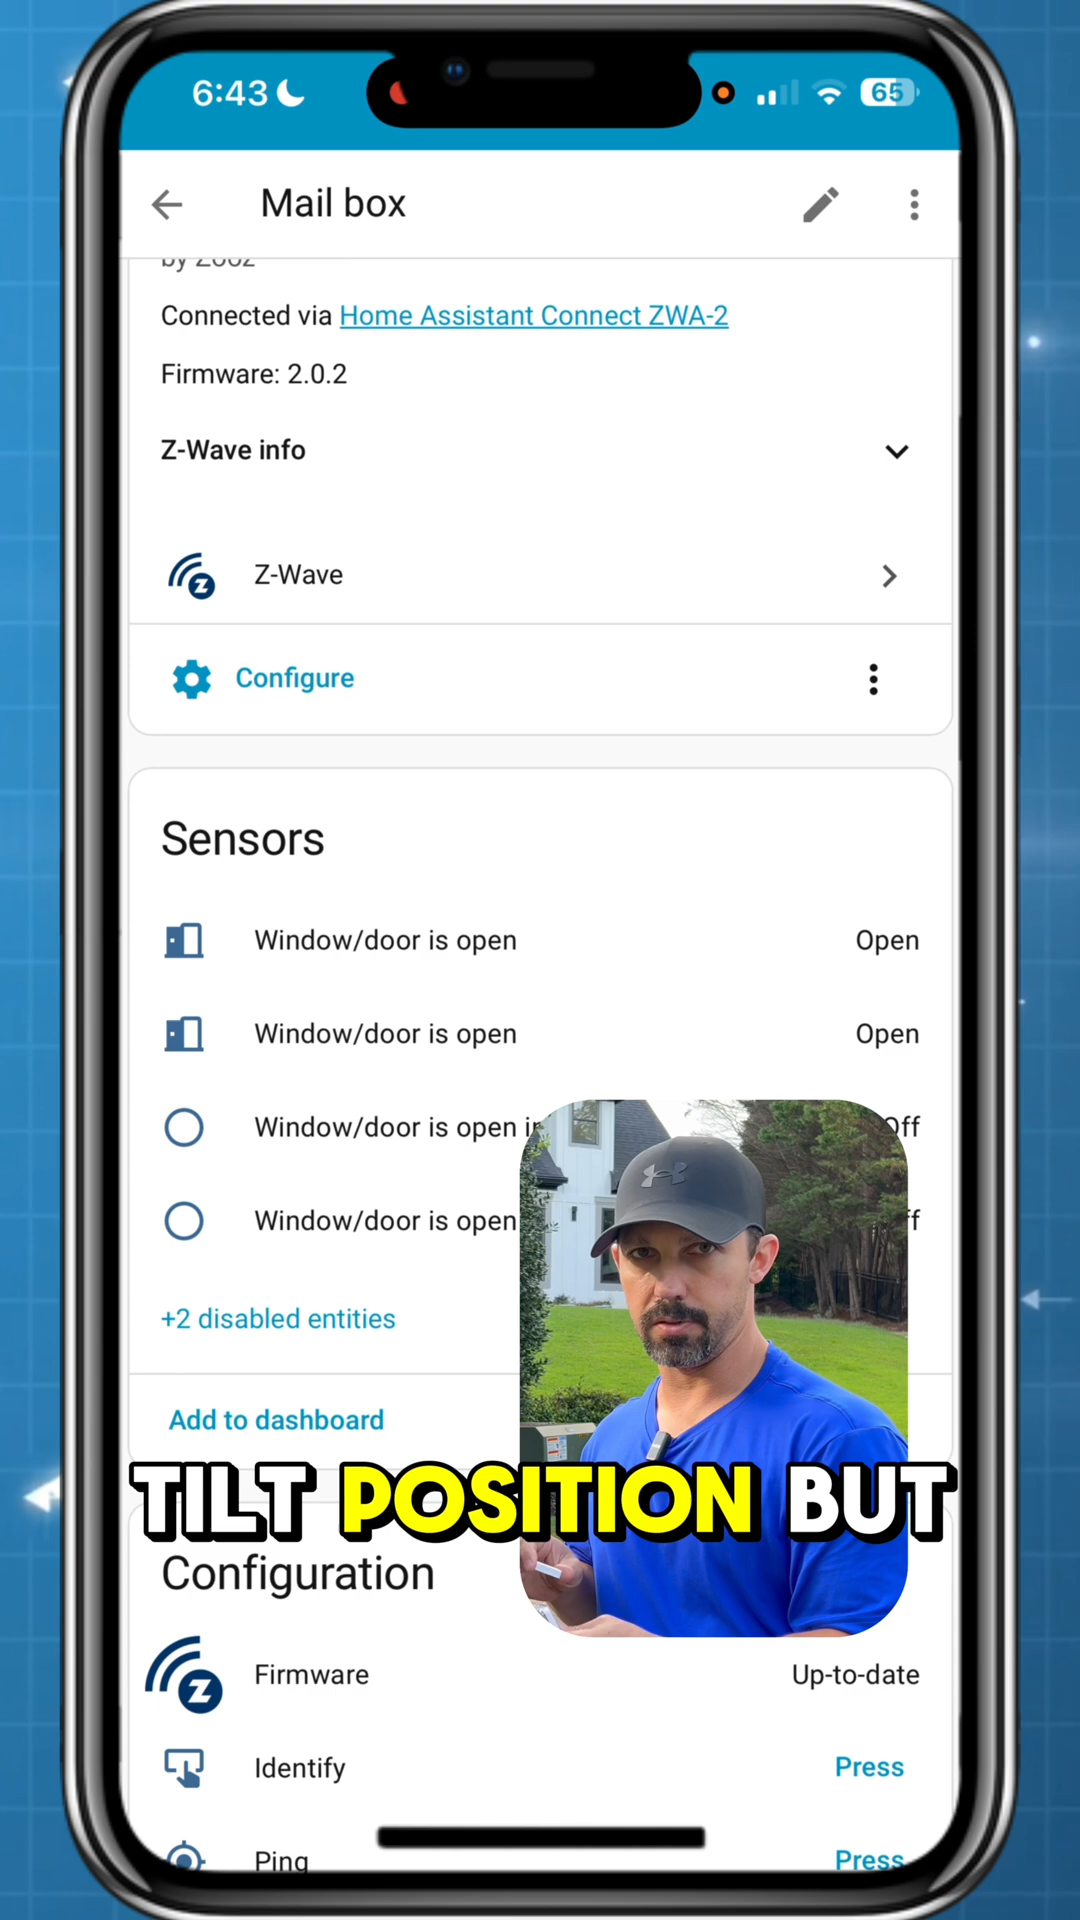 6:43
65
Mail box
by Zooz
Connected via Home Assistant Connect ZWA-2
Firmware: 2.0.2
Z-Wave info
Z-Wave
Configure
Sensors
Window/door is open Open
Window/door is open Open
Window/door is open Off
Window/door is open
+2 disabled entities
Add to dashboard
TILT POSITION BUT
Configuration
Firmware Up-to-date
Identify Press
Ping Press